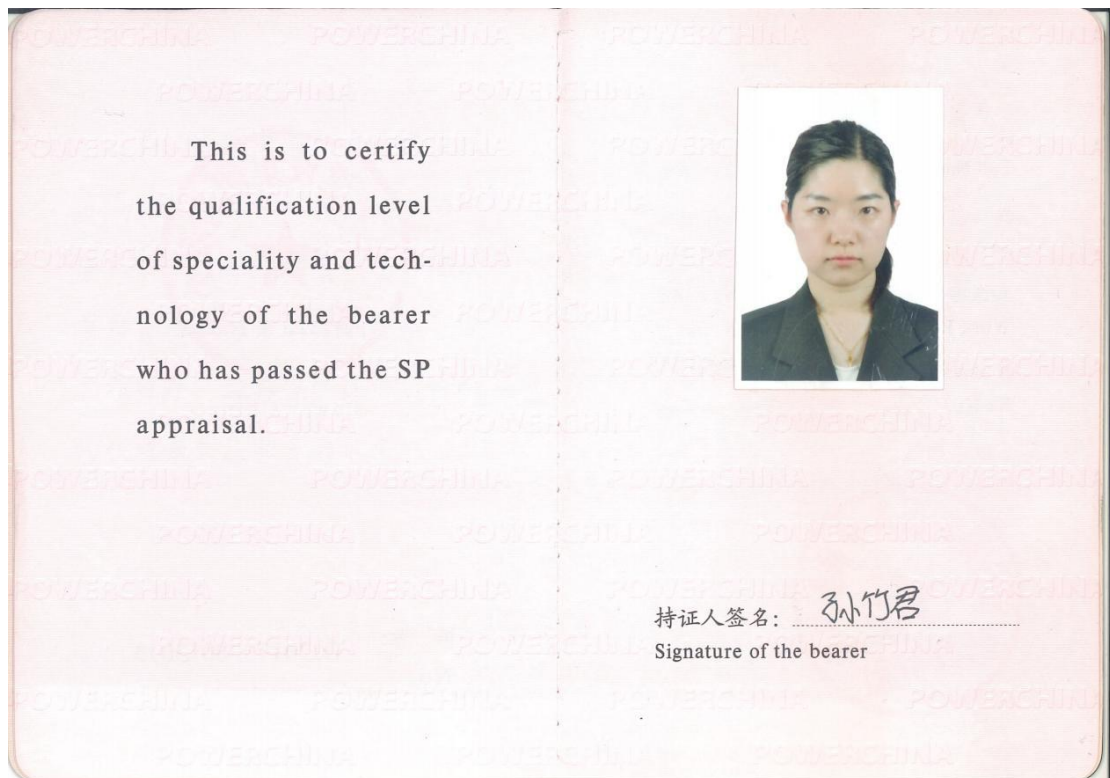 This is to certify
the qualification level
of speciality and tech-
nology of the bearer
who has passed the SP
appraisal.
持证人签名: 孙竹君
Signature of the bearer
POWERCHINA